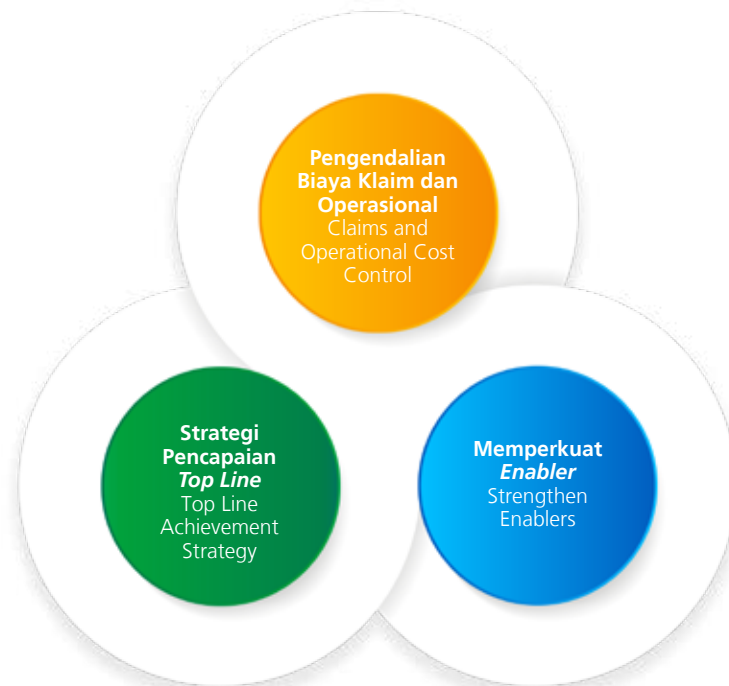 Pengendalian
Biaya Klaim dan
Operasional
Claims and
Operational Cost
Control
Strategi
Pencapaian
Top Line
Top Line
Achievement
Strategy
Memperkuat
Enabler
Strengthen
Enablers